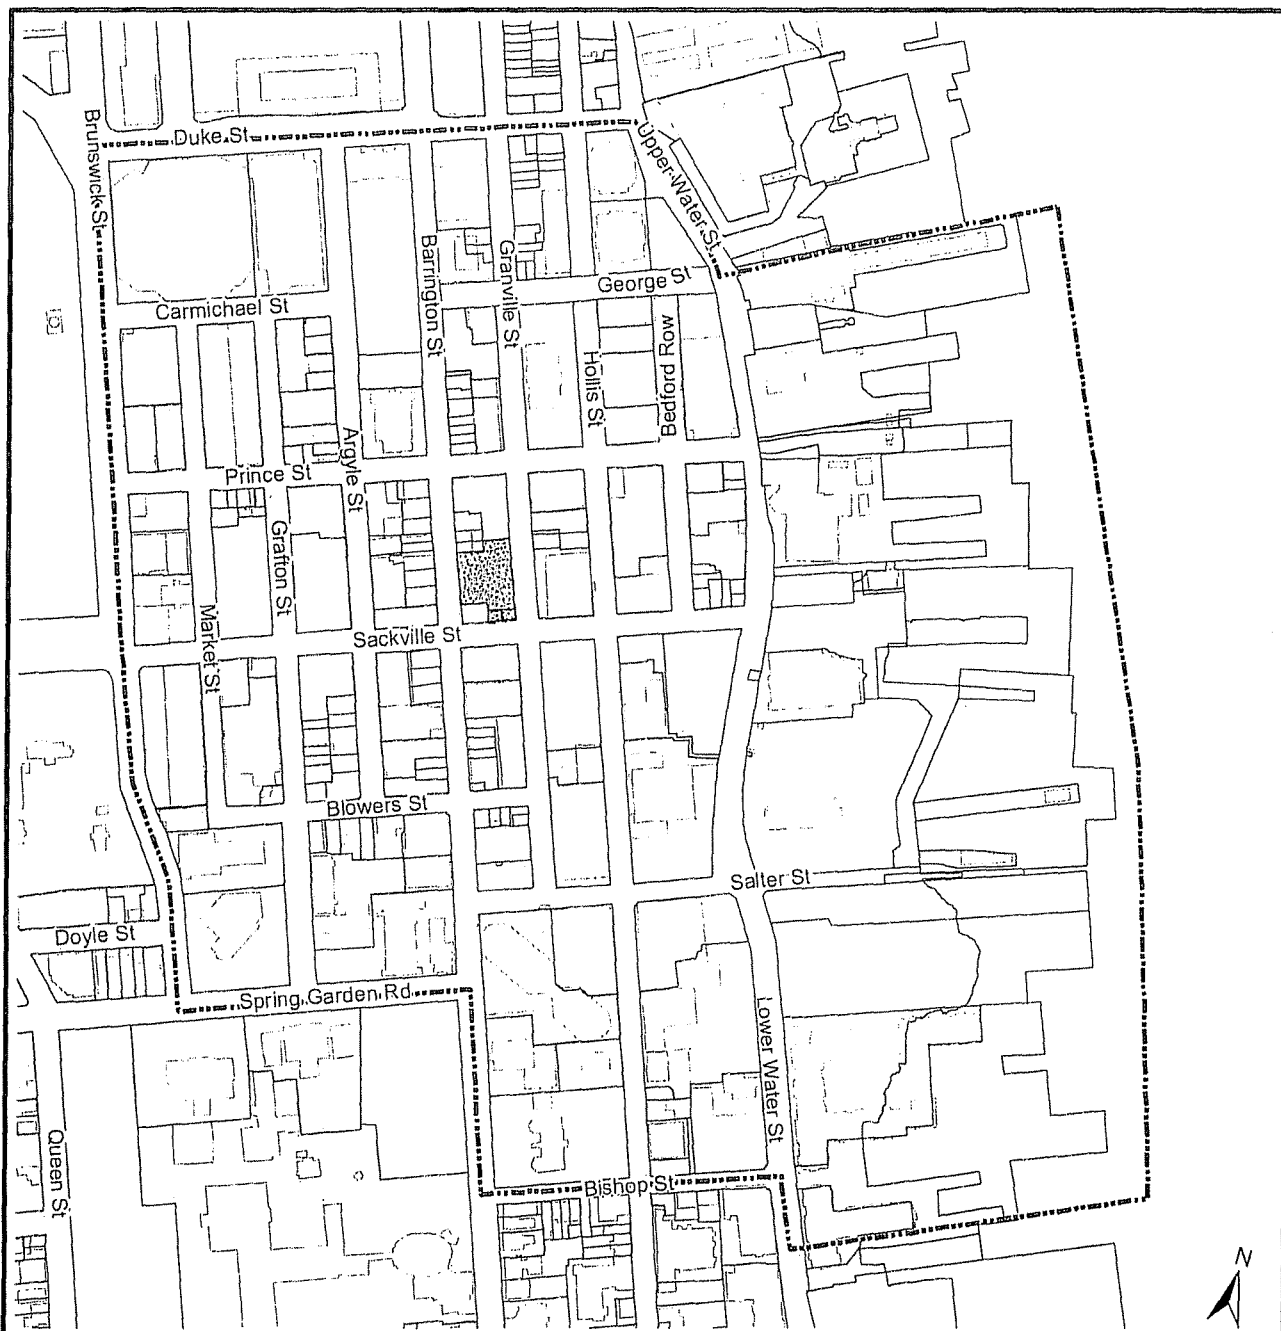 Duke St
Brunswick St
Upper Water St
Barrington St
Granville St
George St
Carmichael St
Hollis St
Bedford Row
Argyle St
Prince St
Grafton St
Market St
Sackville St
Blowers St
Salter St
Doyle St
Spring Garden Rd
Lower Water St
Queen St
Bishop St
N